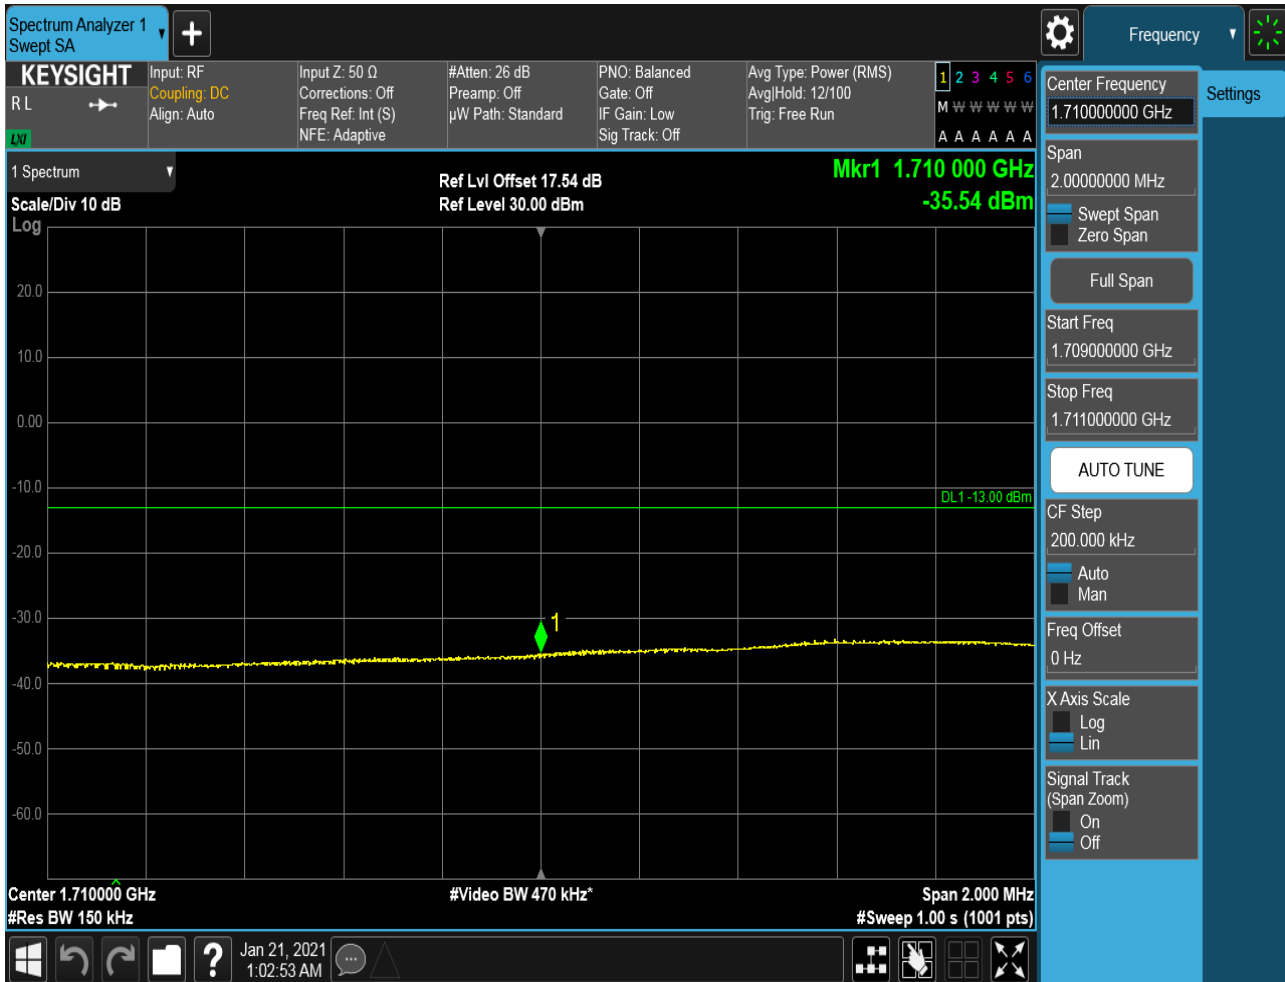 Spectrum Analyzer 1
Swept SA
Frequency
KEYSIGHT
R L
LXI
Input: RF
Coupling: DC
Align: Auto
Input Z: 50 Ω
Corrections: Off
Freq Ref: Int (S)
NFE: Adaptive
#Atten: 26 dB
Preamp: Off
µW Path: Standard
PNO: Balanced
Gate: Off
IF Gain: Low
Sig Track: Off
Avg Type: Power (RMS)
Avg|Hold: 12/100
Trig: Free Run
1 2 3 4 5 6
M W W W W W
A A A A A A
1 Spectrum
Scale/Div 10 dB
Log
Ref Lvl Offset 17.54 dB
Ref Level 30.00 dBm
Mkr1 1.710 000 GHz
-35.54 dBm
20.0
10.0
0.00
-10.0
DL1 -13.00 dBm
-20.0
-30.0
1
-40.0
-50.0
-60.0
Center 1.710000 GHz
#Res BW 150 kHz
#Video BW 470 kHz*
Span 2.000 MHz
#Sweep 1.00 s (1001 pts)
Center Frequency
1.710000000 GHz
Settings
Span
2.00000000 MHz
Swept Span
Zero Span
Full Span
Start Freq
1.709000000 GHz
Stop Freq
1.711000000 GHz
AUTO TUNE
CF Step
200.000 kHz
Auto
Man
Freq Offset
0 Hz
X Axis Scale
Log
Lin
Signal Track
(Span Zoom)
On
Off
?
Jan 21, 2021
1:02:53 AM